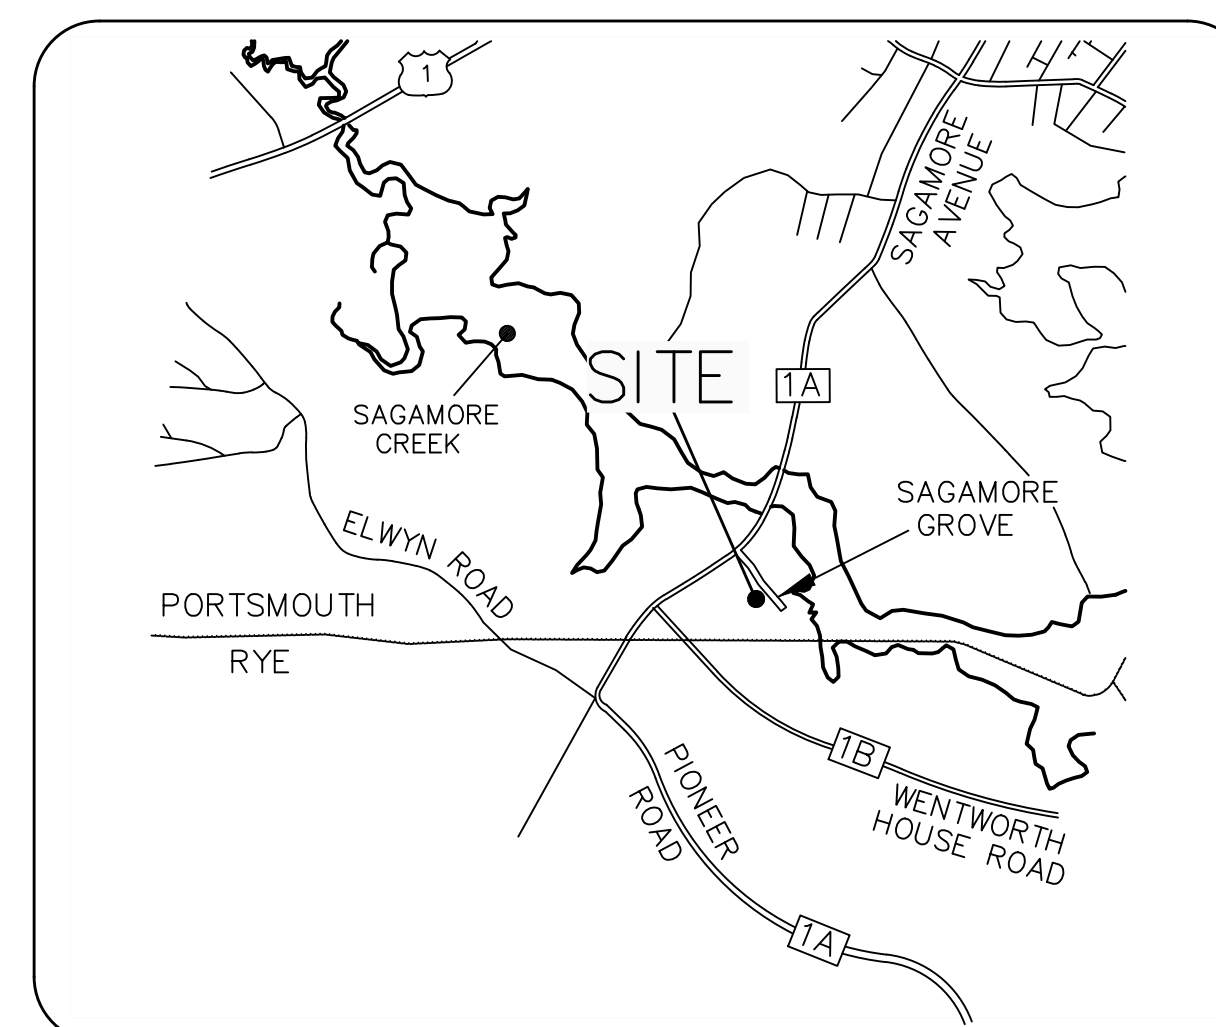 1
SAGAMORE
AVENUE
SITE
1A
SAGAMORE
CREEK
SAGAMORE
GROVE
ELWYN ROAD
PORTSMOUTH
RYE
1B
PIONEER
ROAD
WENTWORTH
HOUSE ROAD
1A